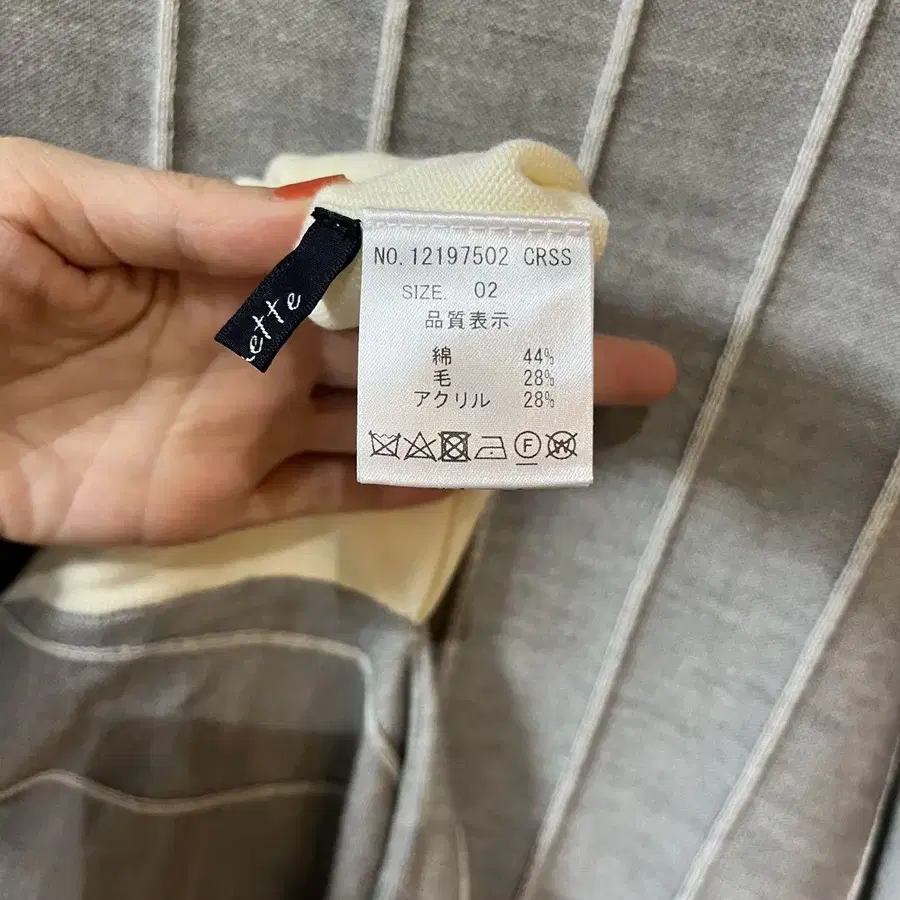 NO.12197502 CRSS
SIZE. 02
品質表示
綿 44%
毛 28%
アクリル 28%
F
W
ette